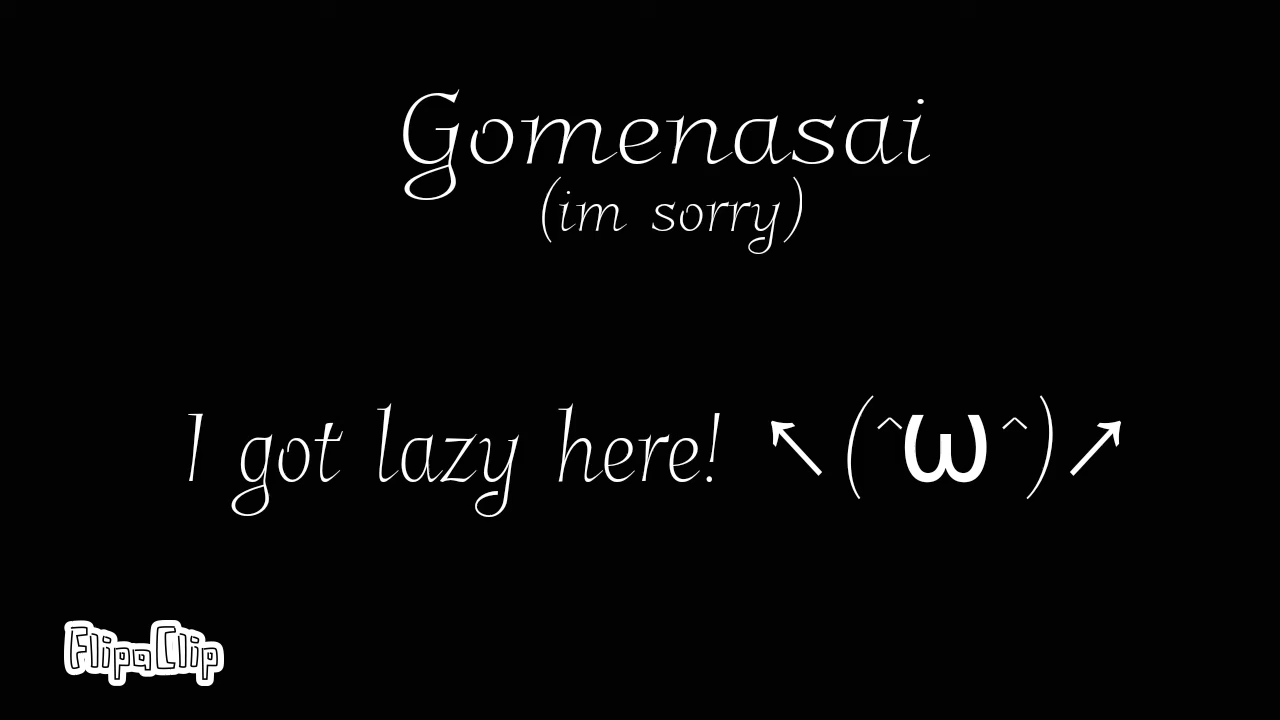 Gomenasai
(im sorry)
I got lazy here! ↖(^ω^)↗
FlipaClip